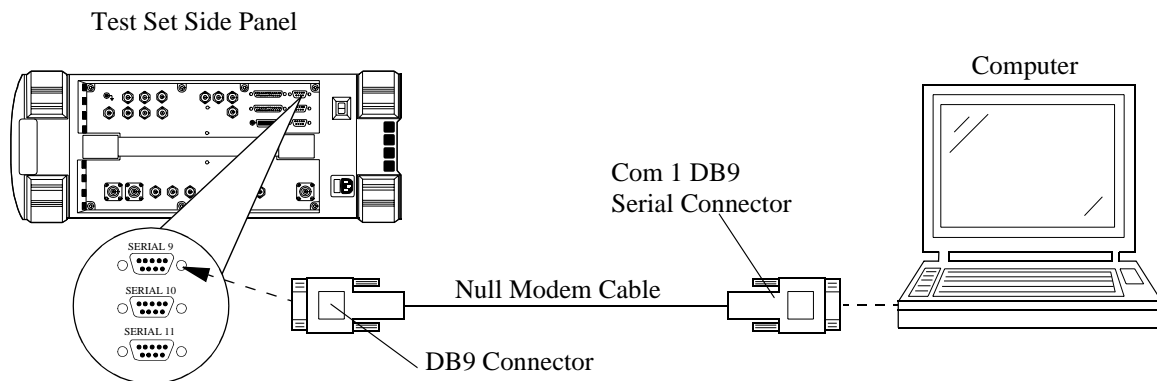 Test Set Side Panel
Computer
Com 1 DB9
Serial Connector
SERIAL 9
SERIAL 10
SERIAL 11
Null Modem Cable
DB9 Connector